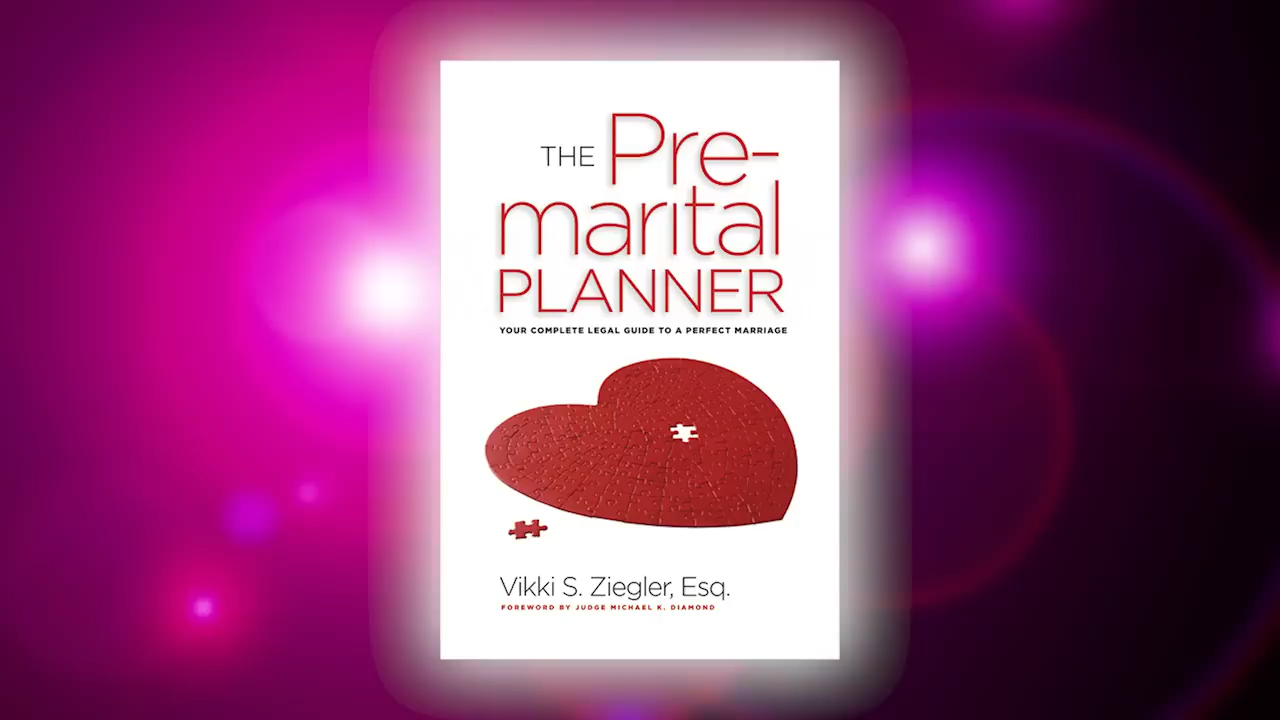 THE Pre-
marital
PLANNER
YOUR COMPLETE LEGAL GUIDE TO A PERFECT MARRIAGE
Vikki S. Ziegler, Esq.
FOREWORD BY JUDGE MICHAEL K. DIAMOND